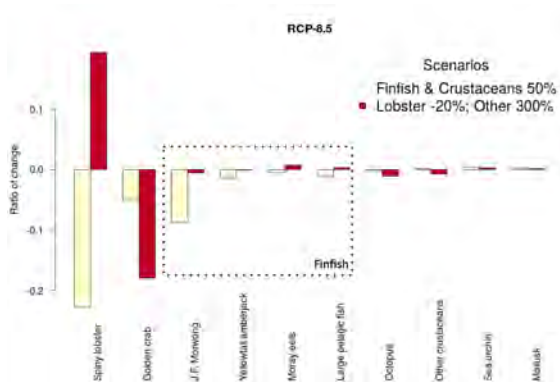 RCP-8.5
Scenarios
Finfish & Crustaceans 50%
Lobster -20%; Other 300%
Ratio of change
0.1
0.0
-0.1
-0.2
Finfish
Spiny lobster
Golden crab
J.F. Morwong
Yellowtail amberjack
Moray eels
Large pelagic fish
Octopus
Other crustaceans
Sea urchin
Mollusk